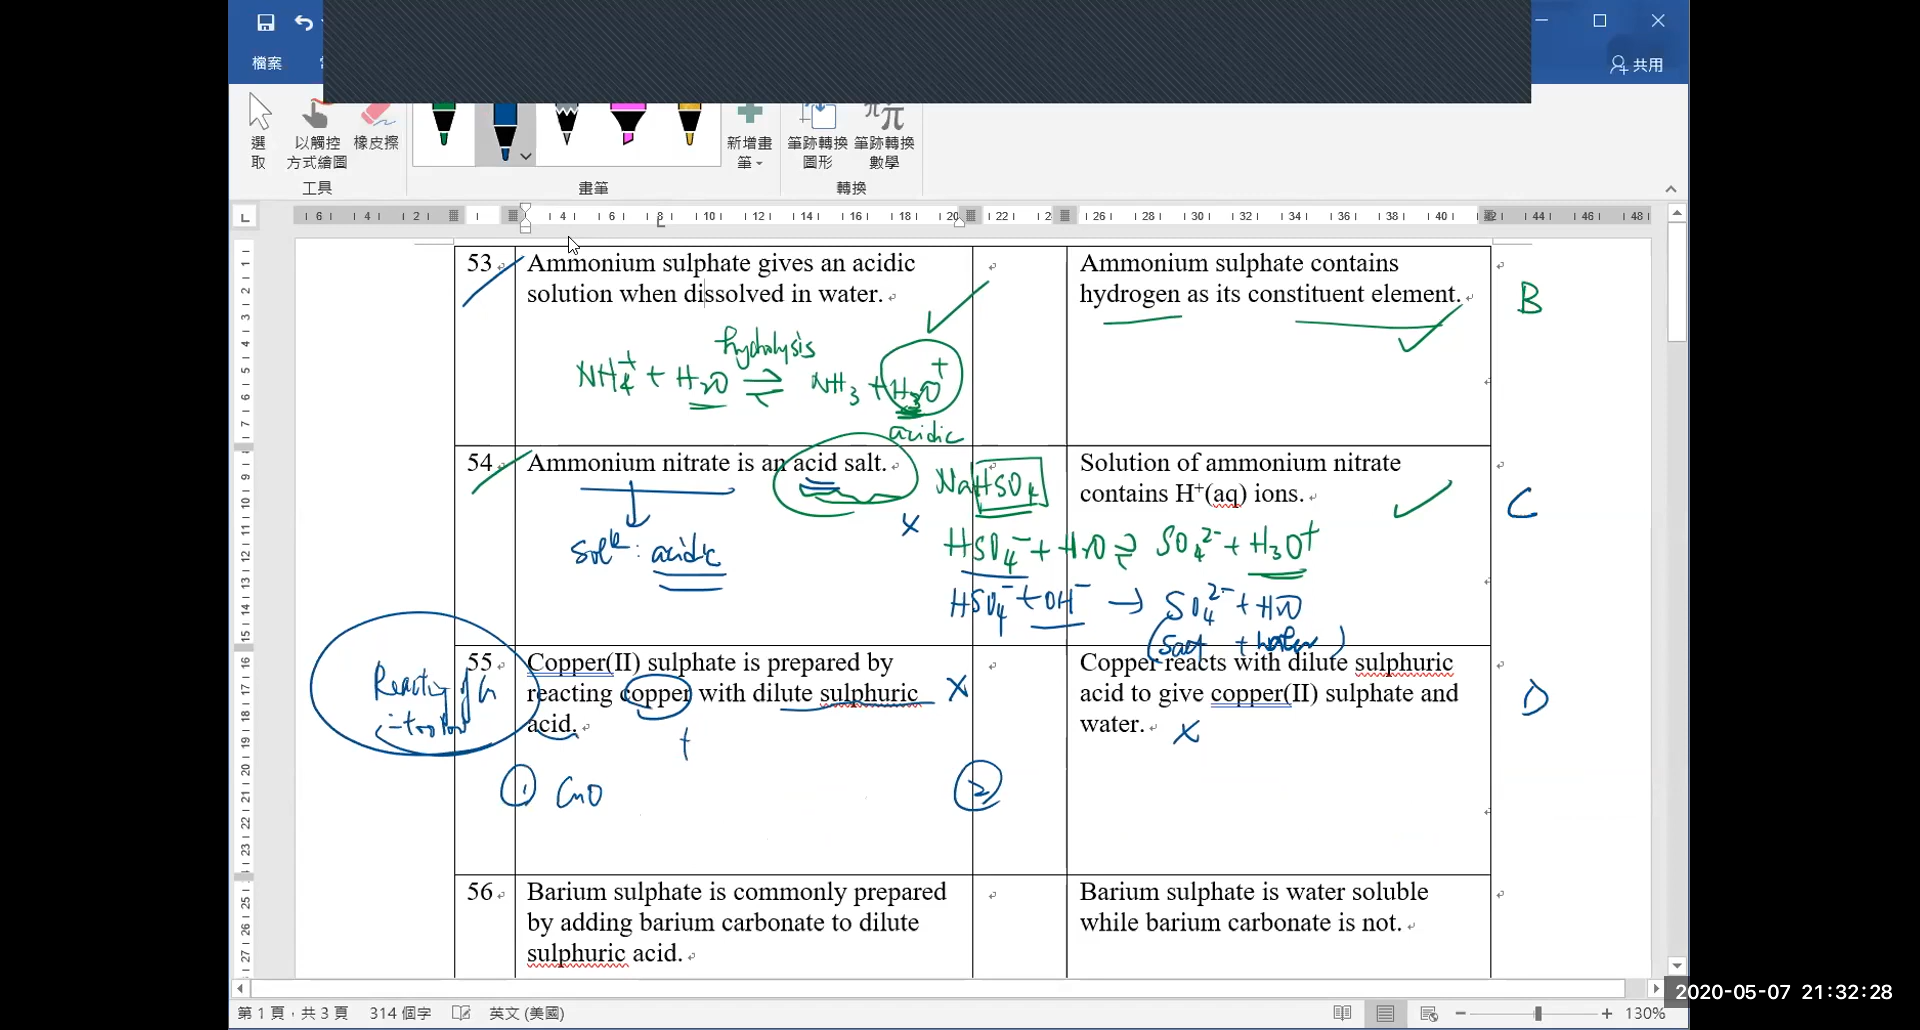 檔案
共用
選取
以觸控方式繪圖
橡皮擦
新增畫筆
筆跡轉換圖形
筆跡轉換數學
工具
畫筆
轉換
53
Ammonium sulphate gives an acidic
solution when dissolved in water.
Ammonium sulphate contains
hydrogen as its constituent element.
B
hydrolysis
NH₄⁺ + H₂O ⇌ NH₃ + H₃O⁺
acidic
54
Ammonium nitrate is an acid salt.
NaHSO₄
Solution of ammonium nitrate
contains H⁺(aq) ions.
C
solⁿ : acidic
HSO₄⁻ + H₂O ⇌ SO₄²⁻ + H₃O⁺
HSO₄⁻ + OH⁻ → SO₄²⁻ + H₂O
(salt + water)
55
Copper(II) sulphate is prepared by
reacting copper with dilute sulphuric
acid.
Copper reacts with dilute sulphuric
acid to give copper(II) sulphate and
water.
D
① CuO
②
56
Barium sulphate is commonly prepared
by adding barium carbonate to dilute
sulphuric acid.
Barium sulphate is water soluble
while barium carbonate is not.
第 1 頁，共 3 頁
314 個字
英文 (美國)
130%
2020-05-07 21:32:28